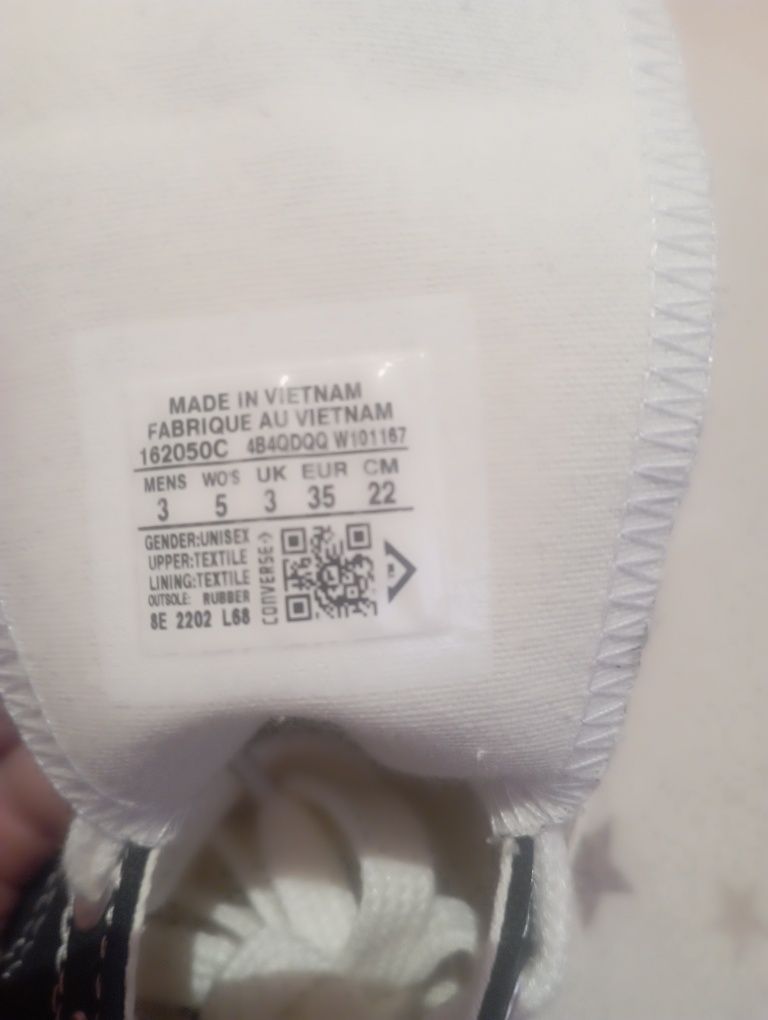 MADE IN VIETNAM
FABRIQUE AU VIETNAM
162050C 4B4QDQQ W101167
MENS WO'S UK EUR CM
3 5 3 35 22
GENDER:UNISEX
UPPER:TEXTILE
LINING:TEXTILE
OUTSOLE: RUBBER
8E 2202 L68
CONVERSE